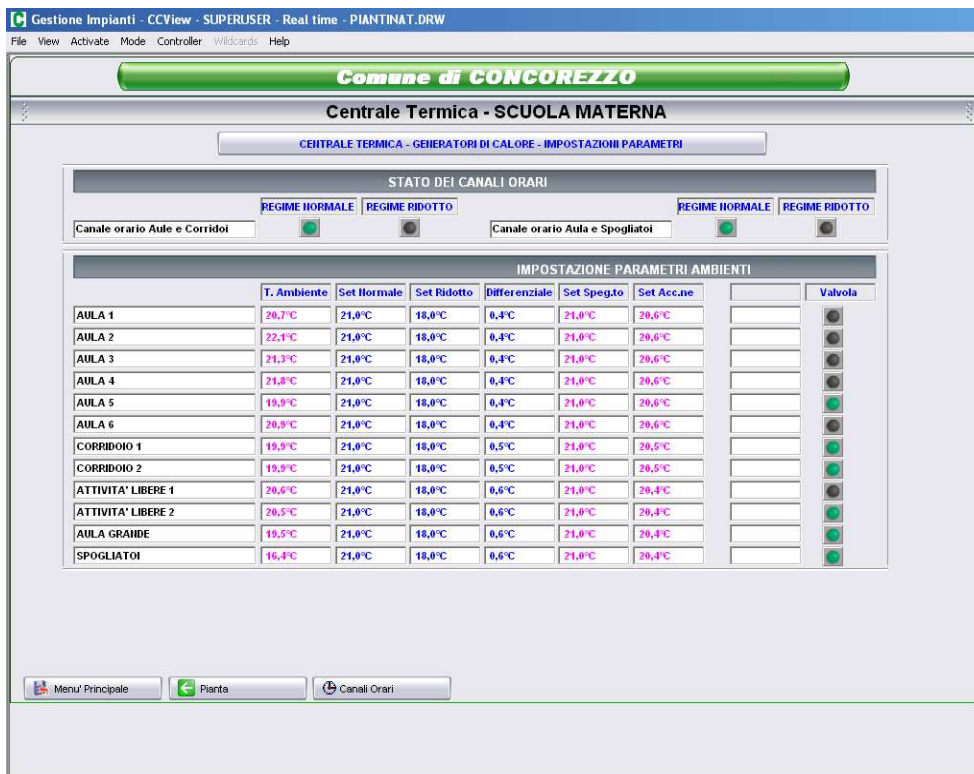 Gestione Impianti - CCView - SUPERUSER - Real time - PIANTINAT.DRW
File View Activate Mode Controller Wildcards Help
Comune di CONCOREZZO
Centrale Termica - SCUOLA MATERNA
CENTRALE TERMICA - GENERATORI DI CALORE - IMPOSTAZIONI PARAMETRI
STATO DEI CANALI ORARI
REGIME NORMALE REGIME RIDOTTO REGIME NORMALE REGIME RIDOTTO
Canale orario Aule e Corridoi Canale orario Aula e Spogliatoi
IMPOSTAZIONE PARAMETRI AMBIENTI
T. Ambiente Set Normale Set Ridotto Differenziale Set Speg.to Set Acc.ne Valvola
AULA 1 20,7°C 21,0°C 18,0°C 0,4°C 21,0°C 20,6°C
AULA 2 22,1°C 21,0°C 18,0°C 0,4°C 21,0°C 20,6°C
AULA 3 21,3°C 21,0°C 18,0°C 0,4°C 21,0°C 20,6°C
AULA 4 21,8°C 21,0°C 18,0°C 0,4°C 21,0°C 20,6°C
AULA 5 19,9°C 21,0°C 18,0°C 0,4°C 21,0°C 20,6°C
AULA 6 20,9°C 21,0°C 18,0°C 0,4°C 21,0°C 20,6°C
CORRIDOIO 1 19,9°C 21,0°C 18,0°C 0,5°C 21,0°C 20,5°C
CORRIDOIO 2 19,9°C 21,0°C 18,0°C 0,5°C 21,0°C 20,5°C
ATTIVITA' LIBERE 1 20,6°C 21,0°C 18,0°C 0,6°C 21,0°C 20,4°C
ATTIVITA' LIBERE 2 20,5°C 21,0°C 18,0°C 0,6°C 21,0°C 20,4°C
AULA GRANDE 19,5°C 21,0°C 18,0°C 0,6°C 21,0°C 20,4°C
SPOGLIATOI 16,4°C 21,0°C 18,0°C 0,6°C 21,0°C 20,4°C
Menu' Principale Pianta Canali Orari